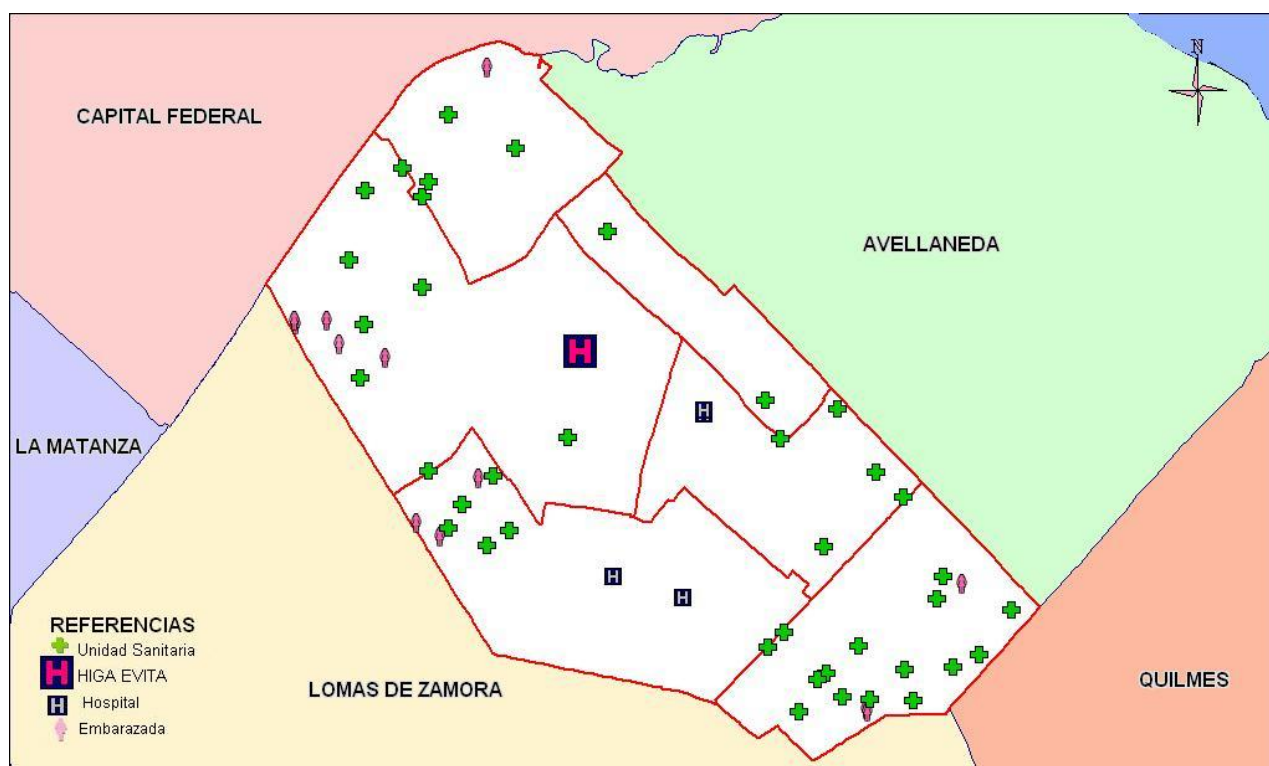 N
CAPITAL FEDERAL
AVELLANEDA
H
LA MATANZA
H
H
H
REFERENCIAS
Unidad Sanitaria
H HIGA EVITA
H Hospital
Embarazada
LOMAS DE ZAMORA
QUILMES